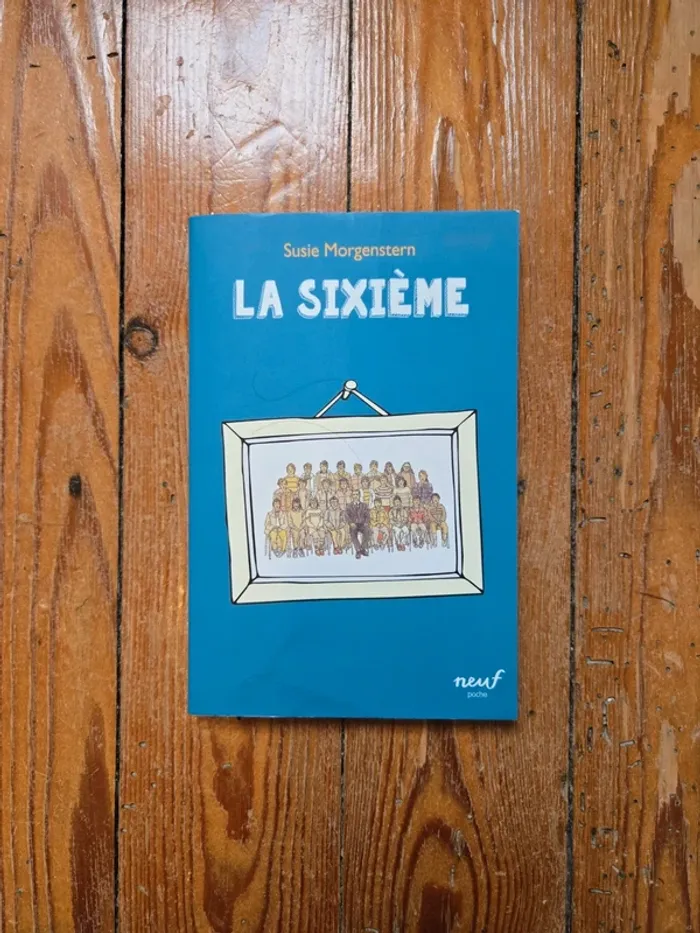 Susie Morgenstern
LA SIXIÈME
neuf
poche